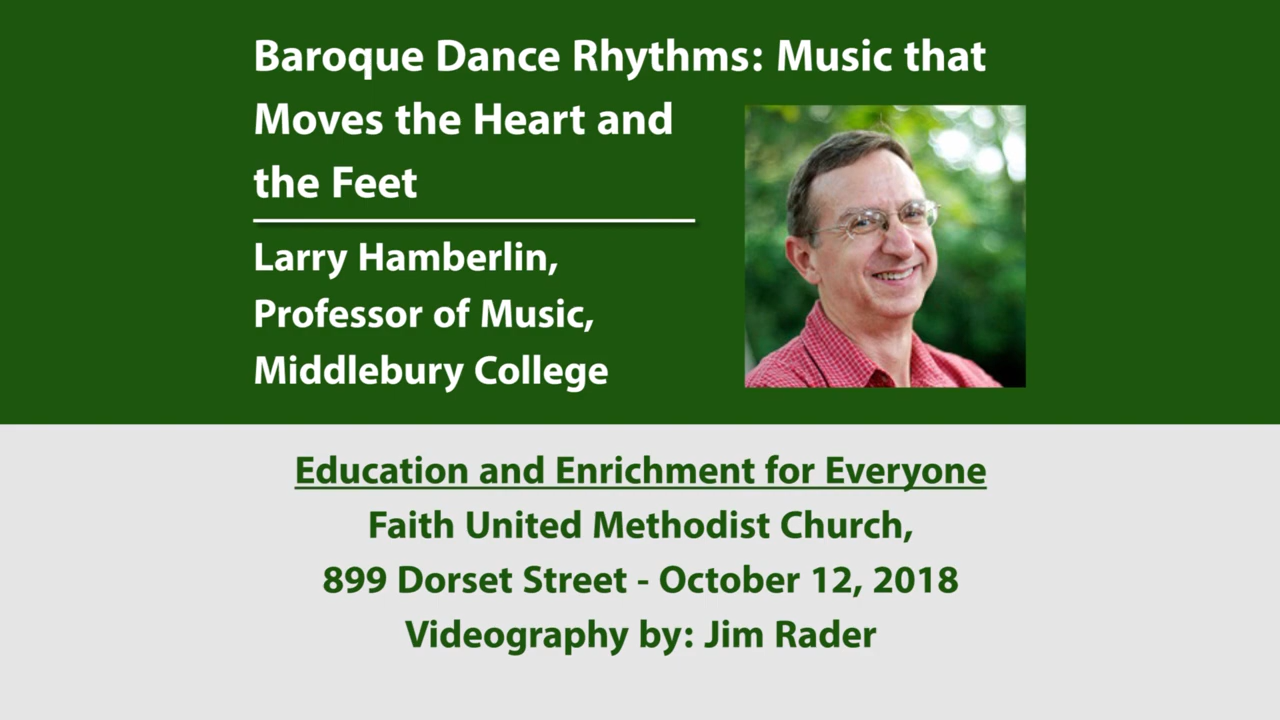 Baroque Dance Rhythms: Music that
Moves the Heart and
the Feet
Larry Hamberlin,
Professor of Music,
Middlebury College
Education and Enrichment for Everyone
Faith United Methodist Church,
899 Dorset Street - October 12, 2018
Videography by: Jim Rader